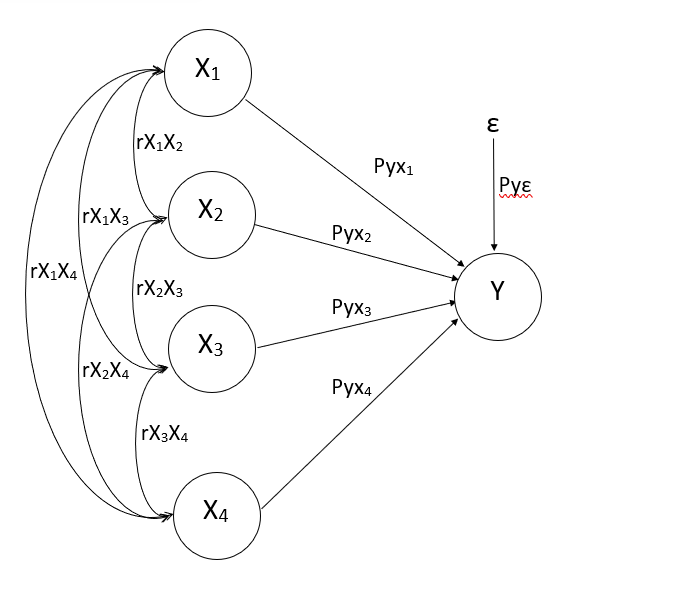 X₁
ε
rX₁X₂
Pyx₁
Pyε
X₂
rX₁X₃
Pyx₂
rX₁X₄
rX₂X₃
Y
Pyx₃
X₃
rX₂X₄
Pyx₄
rX₃X₄
X₄